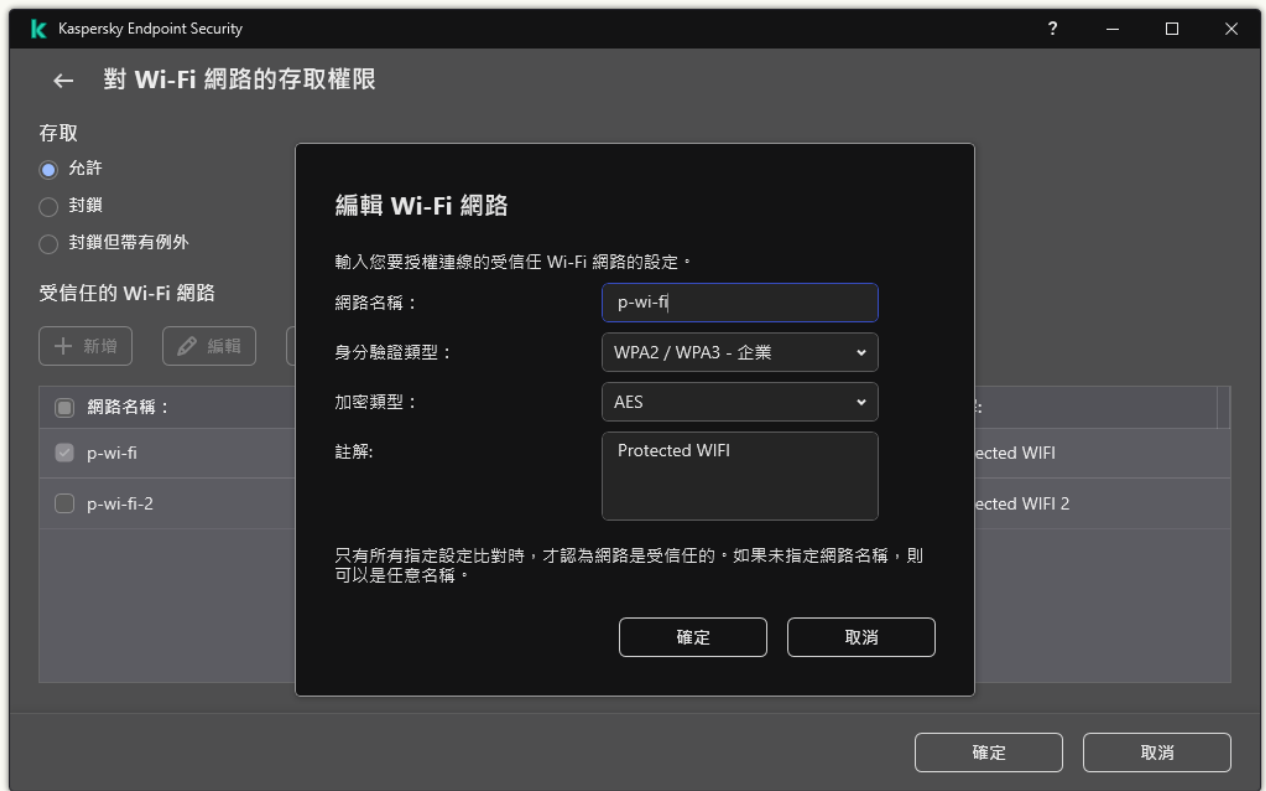 Kaspersky Endpoint Security
?
對 Wi-Fi 網路的存取權限
存取
允許
封鎖
封鎖但帶有例外
受信任的 Wi-Fi 網路
新增
編輯
網路名稱：
p-wi-fi
ected WIFI
p-wi-fi-2
ected WIFI 2
編輯 Wi-Fi 網路
輸入您要授權連線的受信任 Wi-Fi 網路的設定。
網路名稱：
p-wi-fi
身分驗證類型：
WPA2 / WPA3 - 企業
加密類型：
AES
註解:
Protected WIFI
只有所有指定設定比對時，才認為網路是受信任的。如果未指定網路名稱，則
可以是任意名稱。
確定
取消
確定
取消